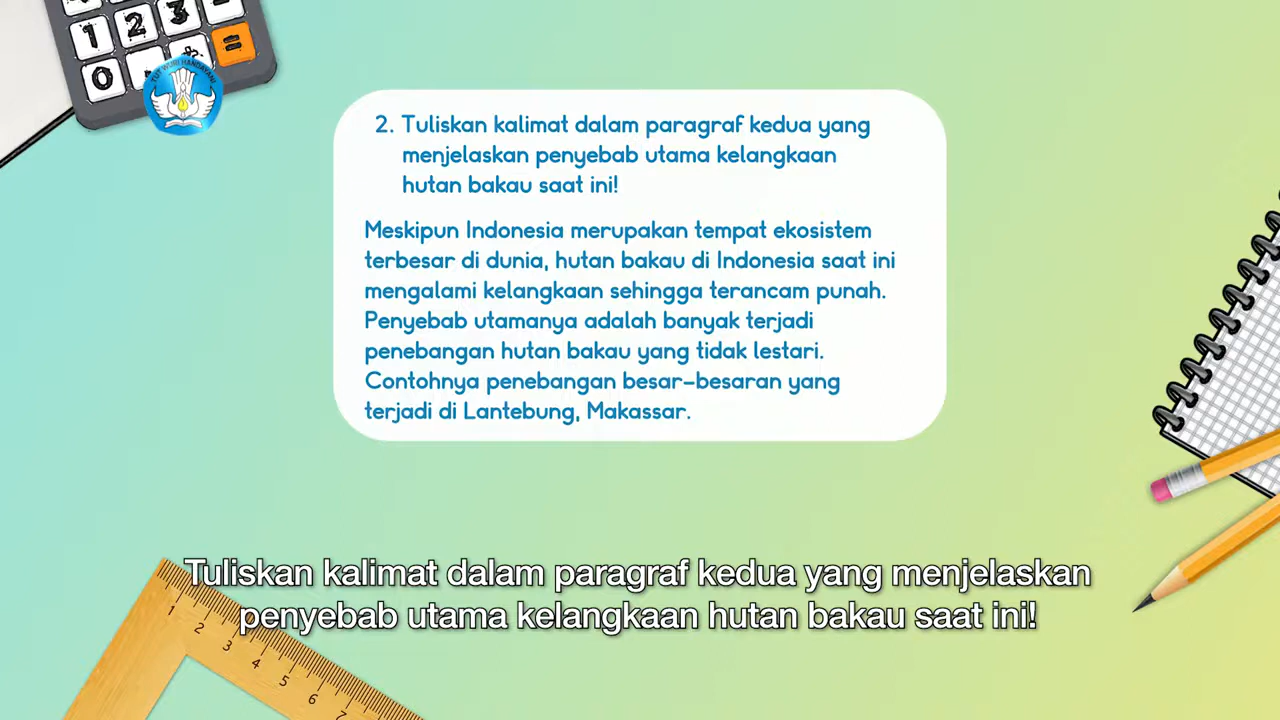 1 2 3
0 =
TUT WURI HANDAYANI
2. Tuliskan kalimat dalam paragraf kedua yang
menjelaskan penyebab utama kelangkaan
hutan bakau saat ini!
Meskipun Indonesia merupakan tempat ekosistem
terbesar di dunia, hutan bakau di Indonesia saat ini
mengalami kelangkaan sehingga terancam punah.
Penyebab utamanya adalah banyak terjadi
penebangan hutan bakau yang tidak lestari.
Contohnya penebangan besar-besaran yang
terjadi di Lantebung, Makassar.
Tuliskan kalimat dalam paragraf kedua yang menjelaskan
penyebab utama kelangkaan hutan bakau saat ini!
1 2 3 4 5 6 7